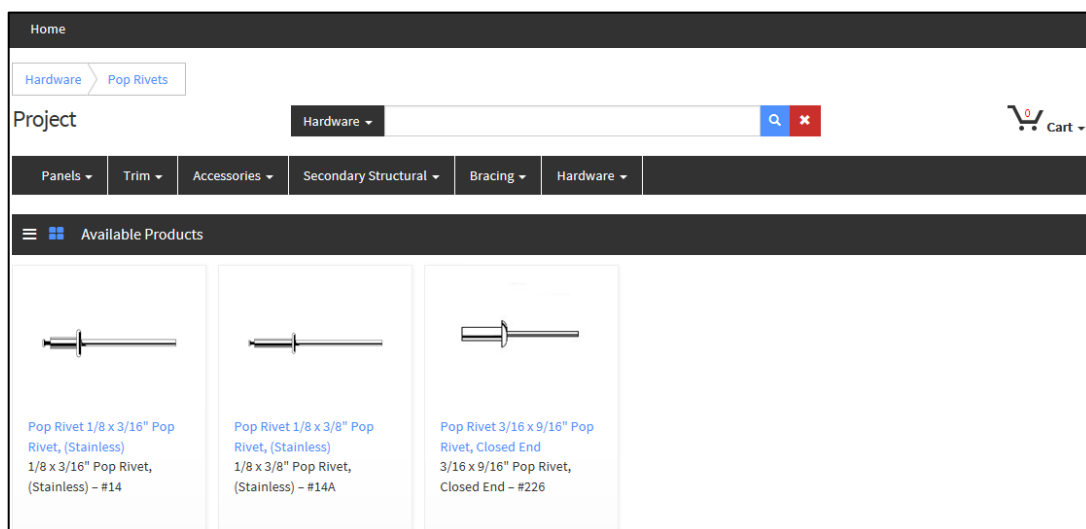 Home
Hardware Pop Rivets
Project
Hardware
0
Cart
Panels Trim Accessories Secondary Structural Bracing Hardware
Available Products
Pop Rivet 1/8 x 3/16" Pop
Rivet, (Stainless)
1/8 x 3/16" Pop Rivet,
(Stainless) – #14
Pop Rivet 1/8 x 3/8" Pop
Rivet, (Stainless)
1/8 x 3/8" Pop Rivet,
(Stainless) – #14A
Pop Rivet 3/16 x 9/16" Pop
Rivet, Closed End
3/16 x 9/16" Pop Rivet,
Closed End – #226